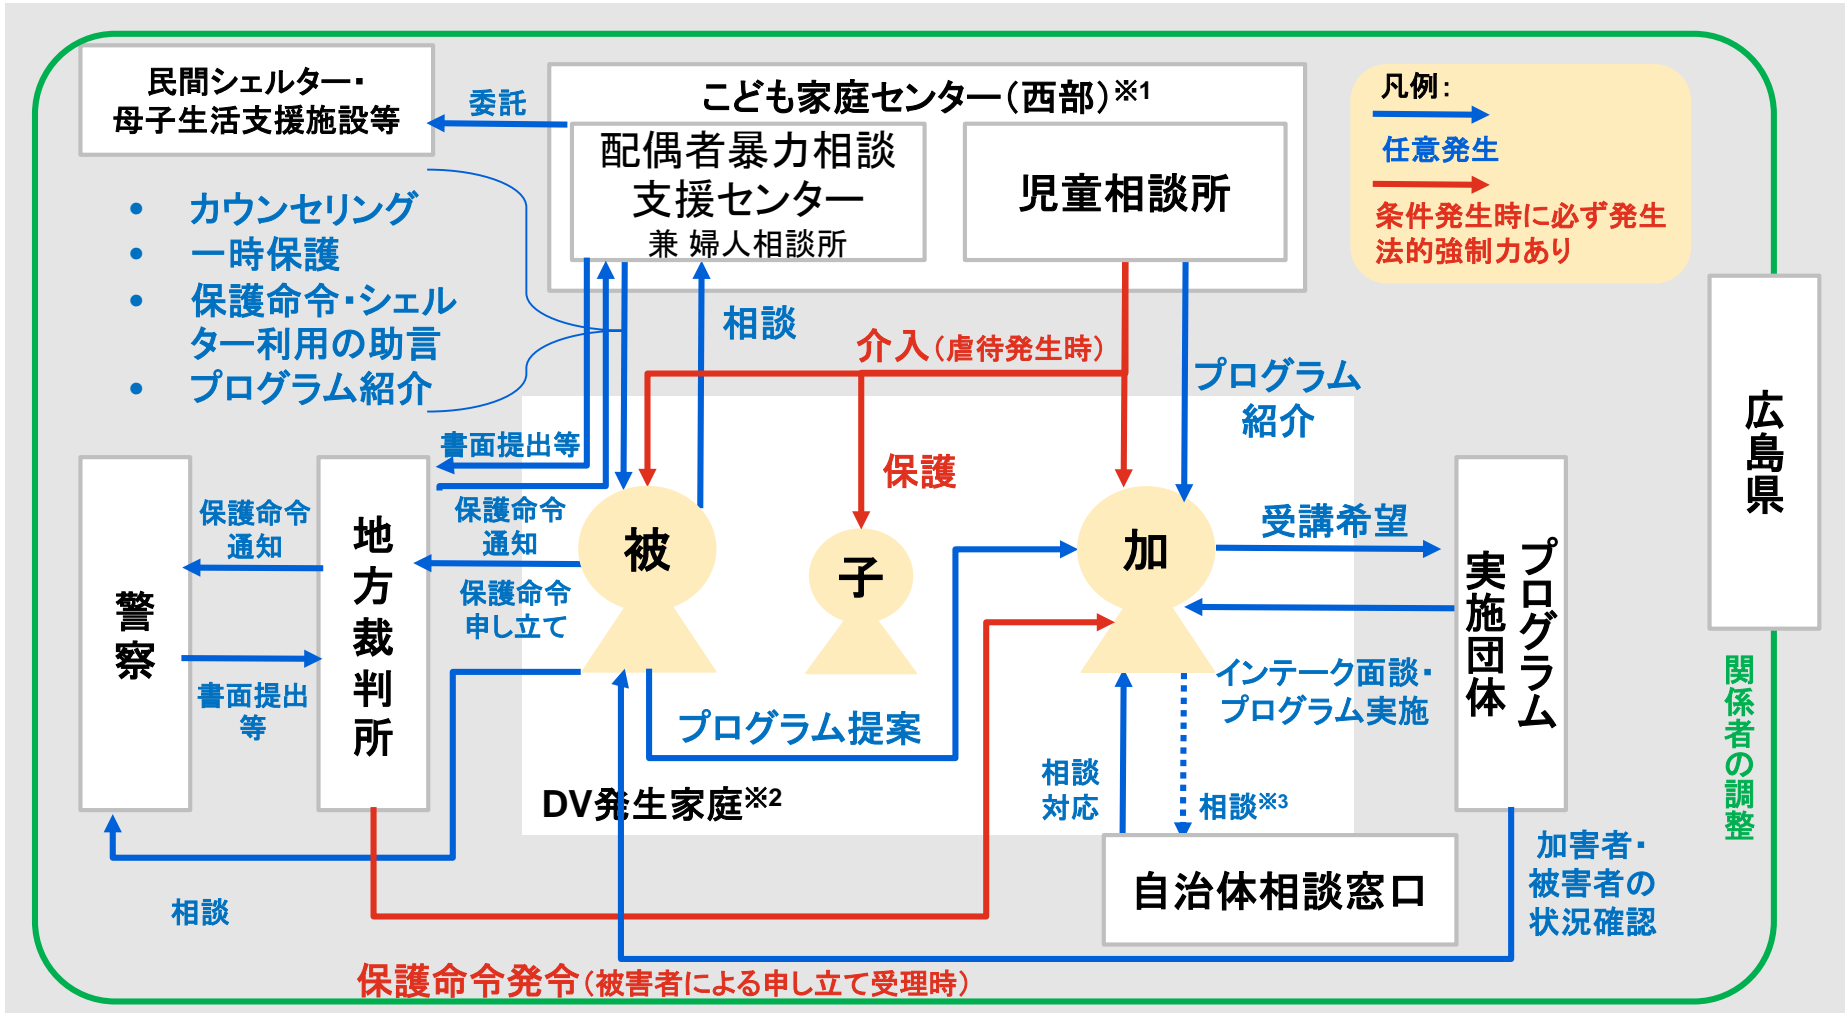 民間シェルター・
母子生活支援施設等
委託
こども家庭センター（西部）※1
配偶者暴力相談
支援センター
兼 婦人相談所
児童相談所
凡例：
任意発生
条件発生時に必ず発生
法的強制力あり
• カウンセリング
• 一時保護
• 保護命令・シェル
ター利用の助言
• プログラム紹介
相談
介入（虐待発生時）
プログラム
紹介
書面提出等
保護
保護命令
通知
保護命令
通知
保護命令
申し立て
警察
地方裁判所
書面提出
等
被
子
加
受講希望
プログラム
実施団体
インテーク面談・
プログラム実施
プログラム提案
DV発生家庭※2
相談
対応
相談※3
自治体相談窓口
加害者・
被害者の
状況確認
相談
保護命令発令（被害者による申し立て受理時）
広島県
関係者の調整